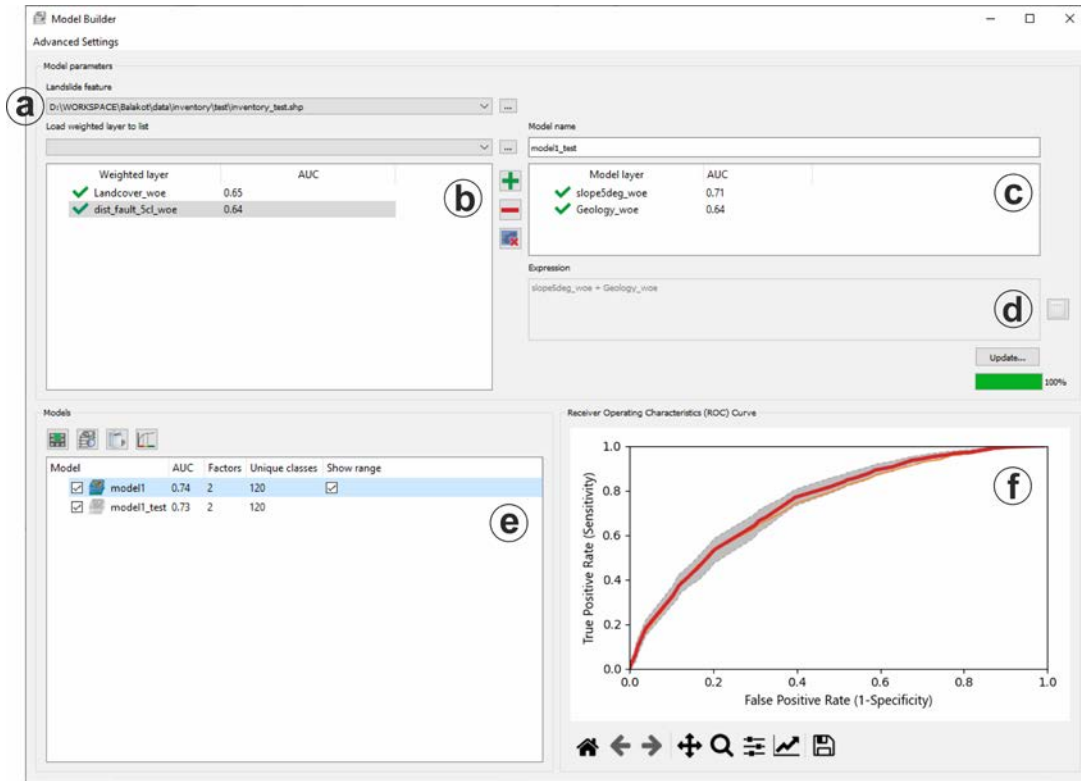 Model Builder
Advanced Settings
Model parameters
Landslide feature
a
D:\WORKSPACE\Balakot\data\inventory\test\inventory_test.shp
...
Load weighted layer to list
Model name
...
model1_test
Weighted layer AUC
Landcover_woe 0.65
dist_fault_5cl_woe 0.64
b
Model layer AUC
slope5deg_woe 0.71
Geology_woe 0.64
c
Expression
slope5deg_woe + Geology_woe
d
Update...
100%
Models
Model AUC Factors Unique classes Show range
model1 0.74 2 120
model1_test 0.73 2 120
e
Receiver Operating Characteristics (ROC) Curve
f
True Positive Rate (Sensitivity)
1.0
0.8
0.6
0.4
0.2
0.0
0.0 0.2 0.4 0.6 0.8 1.0
False Positive Rate (1-Specificity)